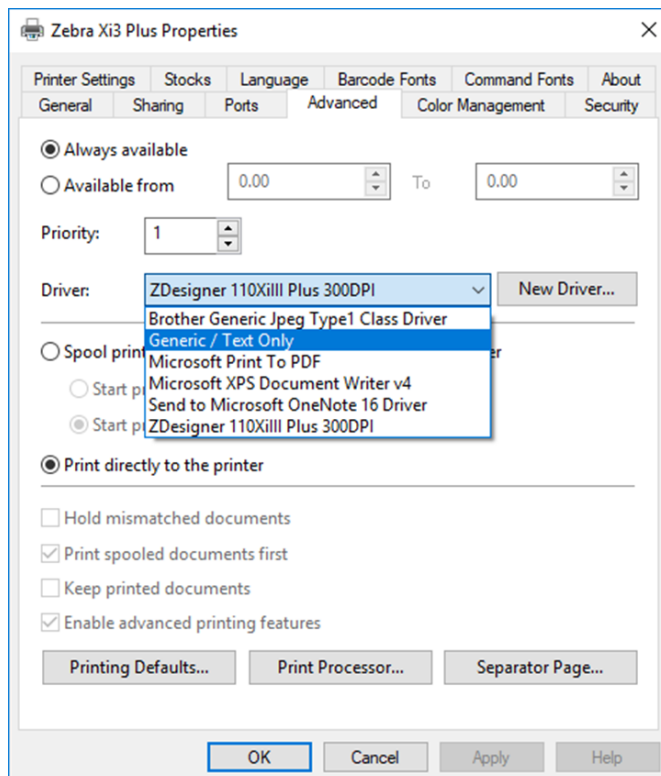 Zebra Xi3 Plus Properties
Printer Settings Stocks Language Barcode Fonts Command Fonts About
General Sharing Ports Advanced Color Management Security
Always available
Available from 0.00 To 0.00
Priority: 1
Driver: ZDesigner 110XiIII Plus 300DPI New Driver...
Brother Generic Jpeg Type1 Class Driver
Generic / Text Only
Spool print
Microsoft Print To PDF
Microsoft XPS Document Writer v4
Start
Send to Microsoft OneNote 16 Driver
Start
ZDesigner 110XiIII Plus 300DPI
Print directly to the printer
Hold mismatched documents
Print spooled documents first
Keep printed documents
Enable advanced printing features
Printing Defaults... Print Processor... Separator Page...
OK Cancel Apply Help